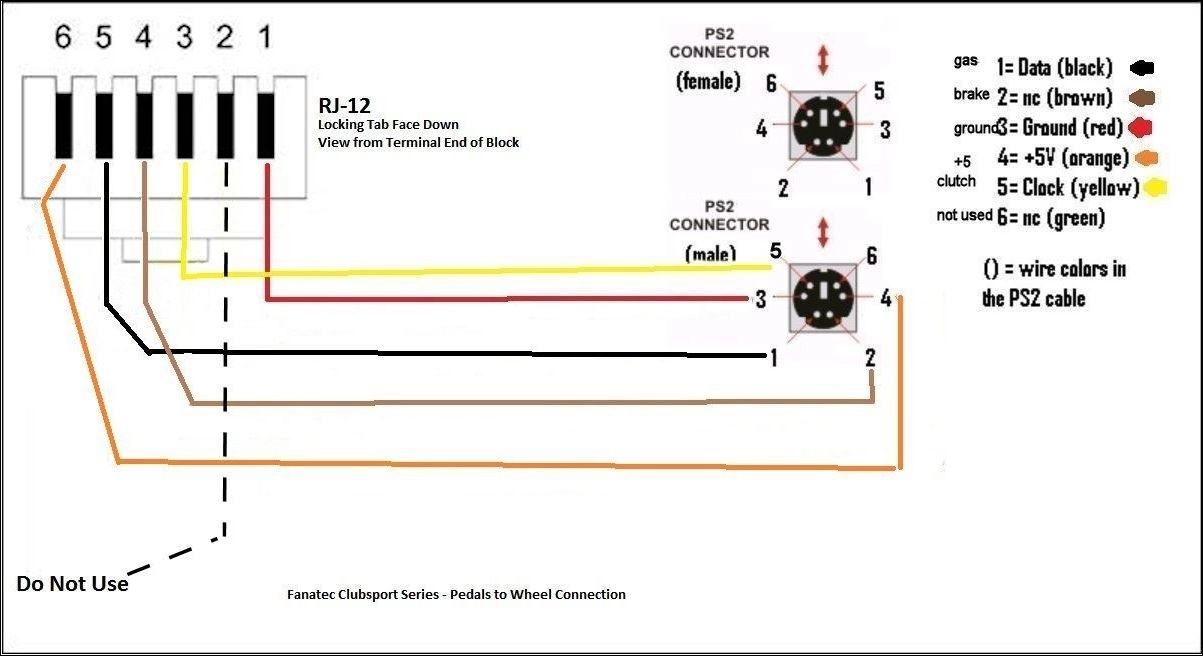 6 5 4 3 2 1
RJ-12
Locking Tab Face Down
View from Terminal End of Block
PS2
CONNECTOR
(female)
6
5
4
3
2
1
PS2
CONNECTOR
(male)
5
6
3
4
1
2
gas 1= Data (black)
brake 2= nc (brown)
ground 3= Ground (red)
+5 4= +5V (orange)
clutch 5= Clock (yellow)
not used 6= nc (green)
() = wire colors in
the PS2 cable
Do Not Use
Fanatec Clubsport Series - Pedals to Wheel Connection